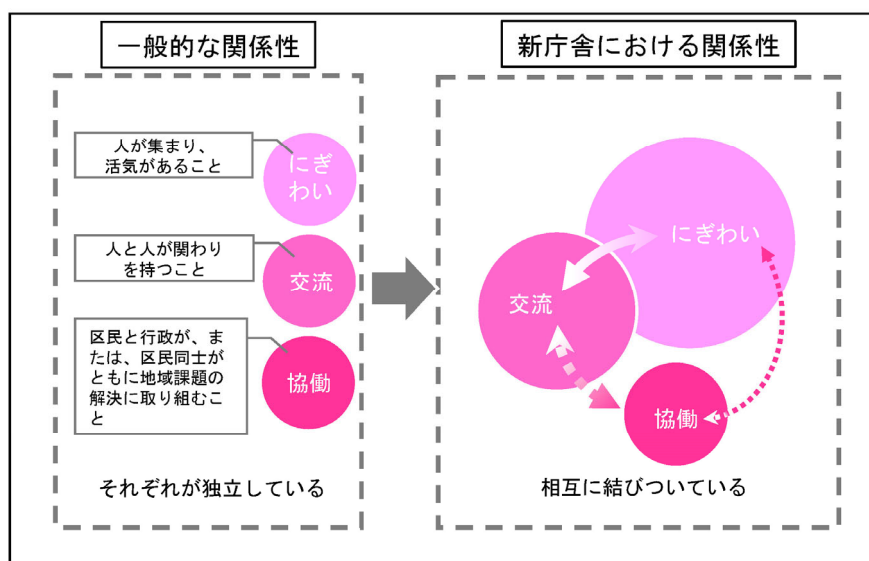 一般的な関係性
人が集まり、
活気があること
にぎ
わい
人と人が関わり
を持つこと
交流
区民と行政が、ま
たは、区民同士が
ともに地域課題の
解決に取り組むこ
と
協働
それぞれが独立している
新庁舎における関係性
にぎわい
交流
協働
相互に結びついている